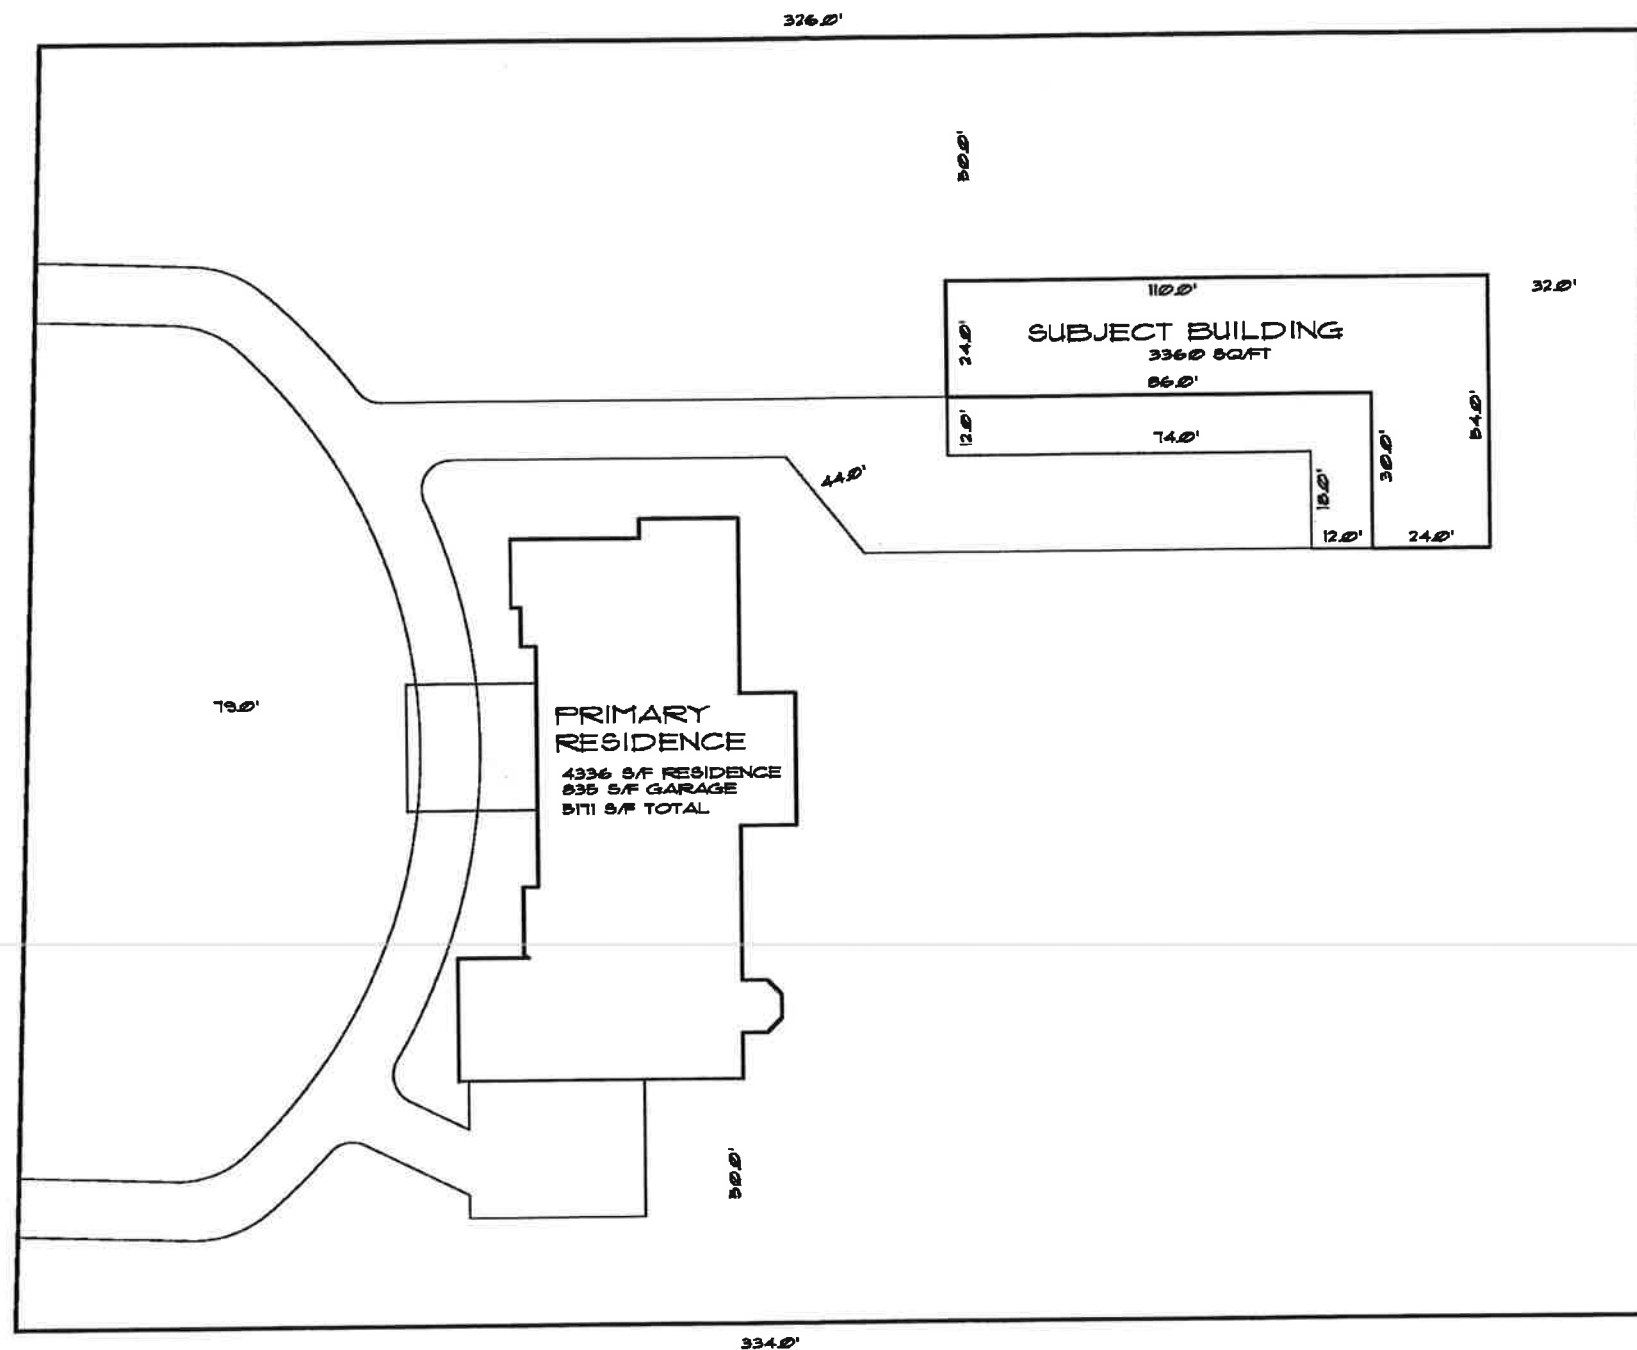 326.0'
50.0'
110.0'
32.0'
24.0'
SUBJECT BUILDING
3360 SQ/FT
86.0'
54.0'
12.0'
74.0'
30.0'
44.0'
18.0'
12.0'
24.0'
79.0'
PRIMARY
RESIDENCE
4336 S/F RESIDENCE
835 S/F GARAGE
5171 S/F TOTAL
50.0'
334.0'